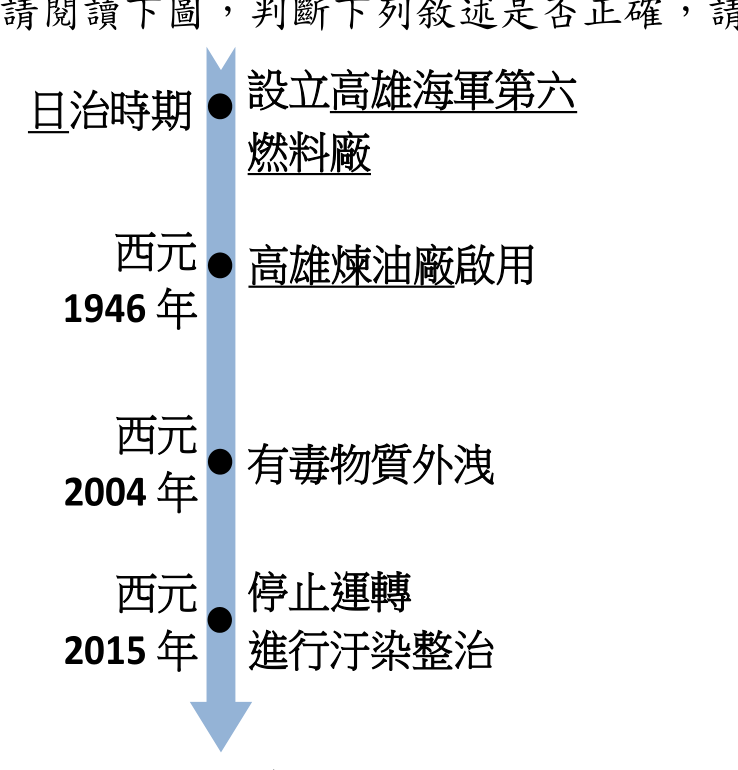 請閱讀下圖，判斷下列敘述是否正確，請
日治時期
設立高雄海軍第六
燃料廠
西元
1946 年
高雄煉油廠啟用
西元
2004 年
有毒物質外洩
西元
2015 年
停止運轉
進行汙染整治